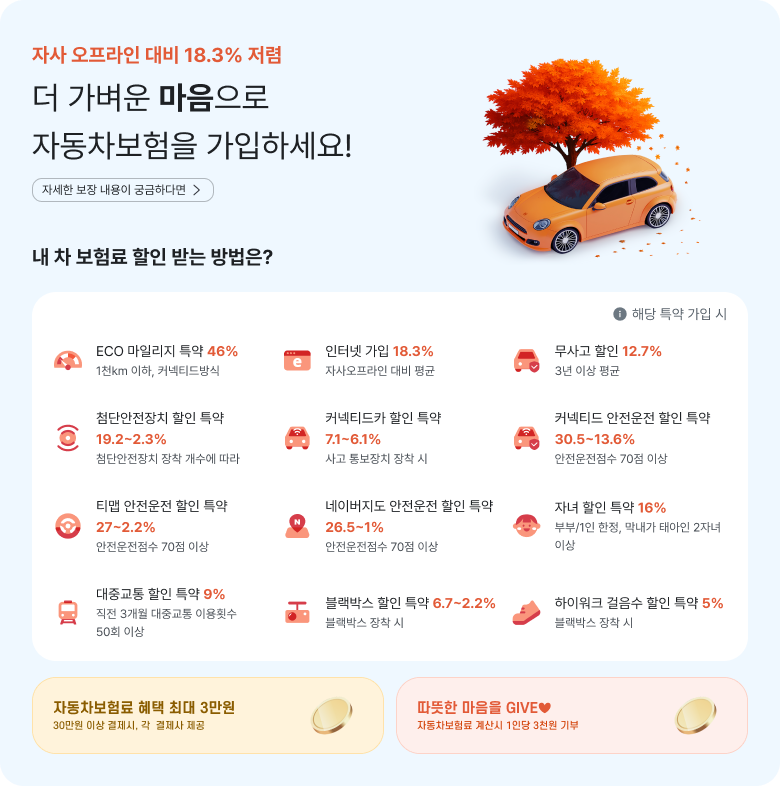 자사 오프라인 대비 18.3% 저렴
더 가벼운 마음으로
자동차보험을 가입하세요!
자세한 보장 내용이 궁금하다면 >
내 차 보험료 할인 받는 방법은?
i 해당 특약 가입 시
ECO 마일리지 특약 46%
1천km 이하, 커넥티드방식
e
인터넷 가입 18.3%
자사오프라인 대비 평균
무사고 할인 12.7%
3년 이상 평균
첨단안전장치 할인 특약
19.2~2.3%
첨단안전장치 장착 개수에 따라
커넥티드카 할인 특약
7.1~6.1%
사고 통보장치 장착 시
커넥티드 안전운전 할인 특약
30.5~13.6%
안전운전점수 70점 이상
티맵 안전운전 할인 특약
27~2.2%
안전운전점수 70점 이상
N
네이버지도 안전운전 할인 특약
26.5~1%
안전운전점수 70점 이상
자녀 할인 특약 16%
부부/1인 한정, 막내가 태아인 2자녀
이상
대중교통 할인 특약 9%
직전 3개월 대중교통 이용횟수
50회 이상
블랙박스 할인 특약 6.7~2.2%
블랙박스 장착 시
하이워크 걸음수 할인 특약 5%
블랙박스 장착 시
자동차보험료 혜택 최대 3만원
30만원 이상 결제시, 각 결제사 제공
따뜻한 마음을 GIVE♥
자동차보험료 계산시 1인당 3천원 기부